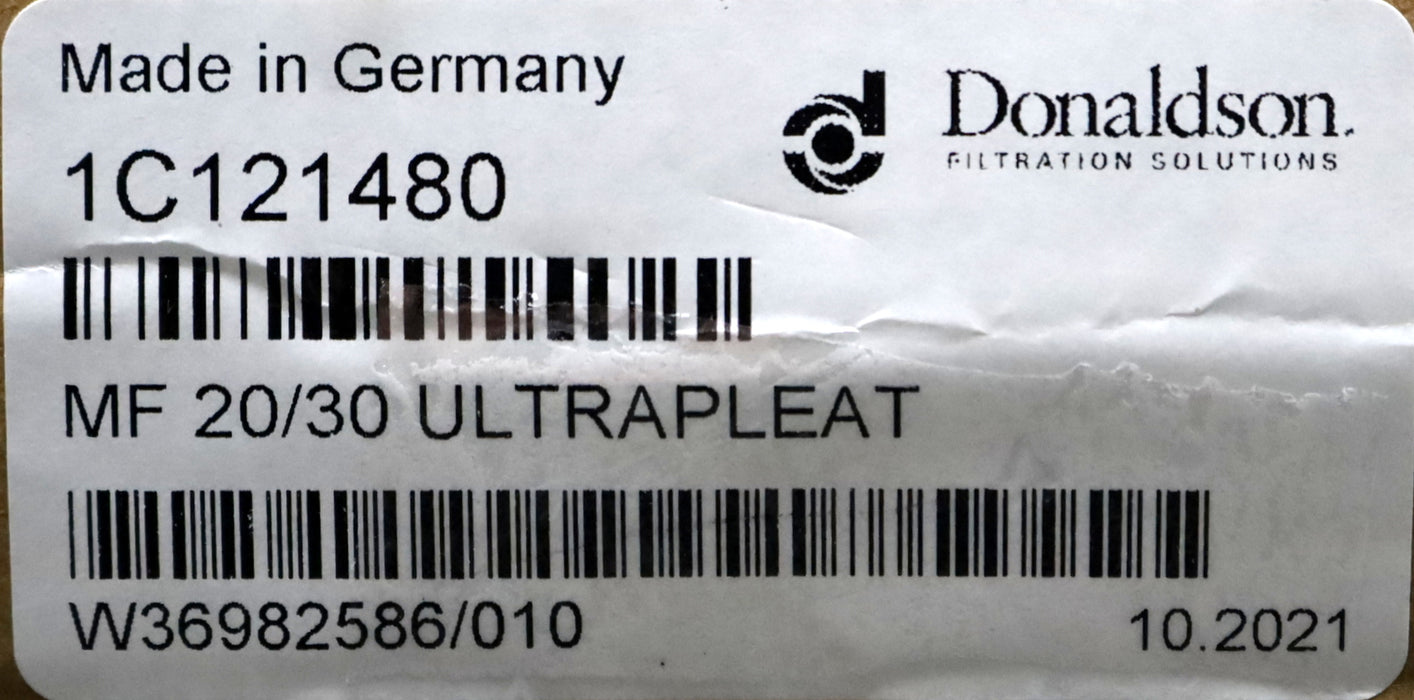 Made in Germany
Donaldson.
FILTRATION SOLUTIONS
1C121480
MF 20/30 ULTRAPLEAT
W36982586/010
10.2021